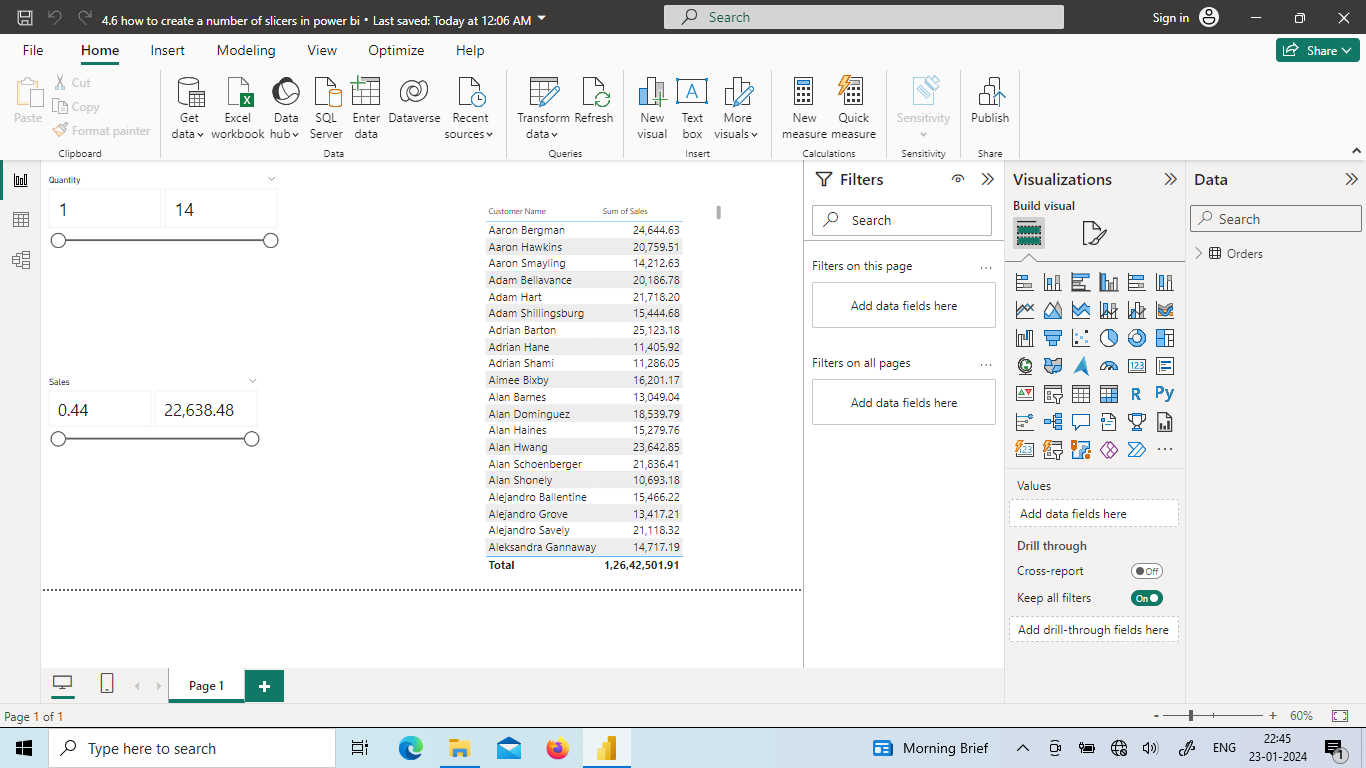 4.6 how to create a number of slicers in power bi • Last saved: Today at 12:06 AM
Search
Sign in
File
Home
Insert
Modeling
View
Optimize
Help
Share
Paste
Cut
Copy
Format painter
Clipboard
Get data
Excel workbook
Data hub
SQL Server
Enter data
Dataverse
Recent sources
Data
Transform data
Refresh
Queries
New visual
Text box
More visuals
Insert
New measure
Quick measure
Calculations
Sensitivity
Sensitivity
Publish
Share
Quantity
1 14
Sales
0.44 22,638.48
Customer Name Sum of Sales
Aaron Bergman 24,644.63
Aaron Hawkins 20,759.51
Aaron Smayling 14,212.63
Adam Bellavance 20,186.78
Adam Hart 21,718.20
Adam Shillingsburg 15,444.68
Adrian Barton 25,123.18
Adrian Hane 11,405.92
Adrian Shami 11,286.05
Aimee Bixby 16,201.17
Alan Barnes 13,049.04
Alan Dominguez 18,539.79
Alan Haines 15,279.76
Alan Hwang 23,642.85
Alan Schoenberger 21,836.41
Alan Shonely 10,693.18
Alejandro Ballentine 15,466.22
Alejandro Grove 13,417.21
Alejandro Savely 21,118.32
Aleksandra Gannaway 14,717.19
Total 1,26,42,501.91
Filters
Search
Filters on this page
Add data fields here
Filters on all pages
Add data fields here
Visualizations
Build visual
123
R
Py
123
Values
Add data fields here
Drill through
Cross-report
Off
Keep all filters
On
Add drill-through fields here
Data
Search
Orders
Page 1
Page 1 of 1
- + 60%
Type here to search
Morning Brief
ENG
22:45
23-01-2024
1